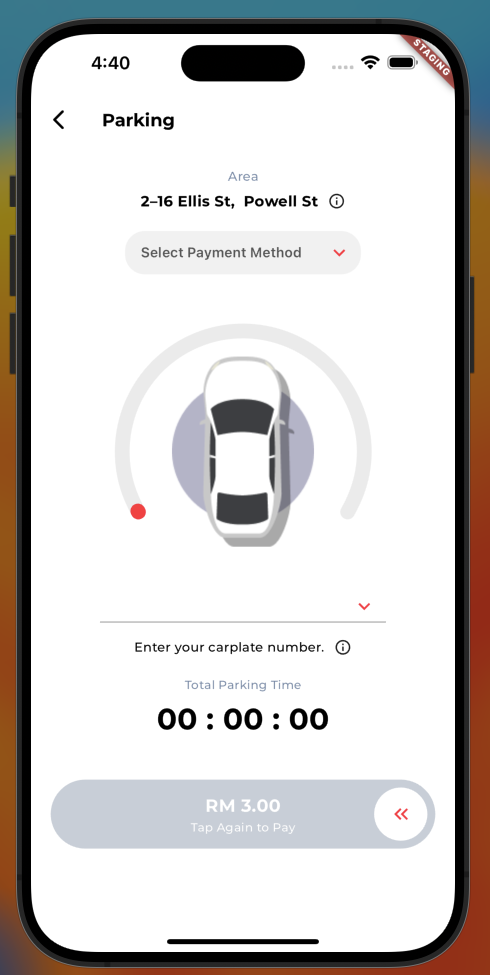 4:40
STAGING
Parking
Area
2–16 Ellis St,  Powell St
Select Payment Method
Enter your carplate number.
Total Parking Time
00 : 00 : 00
RM 3.00
Tap Again to Pay